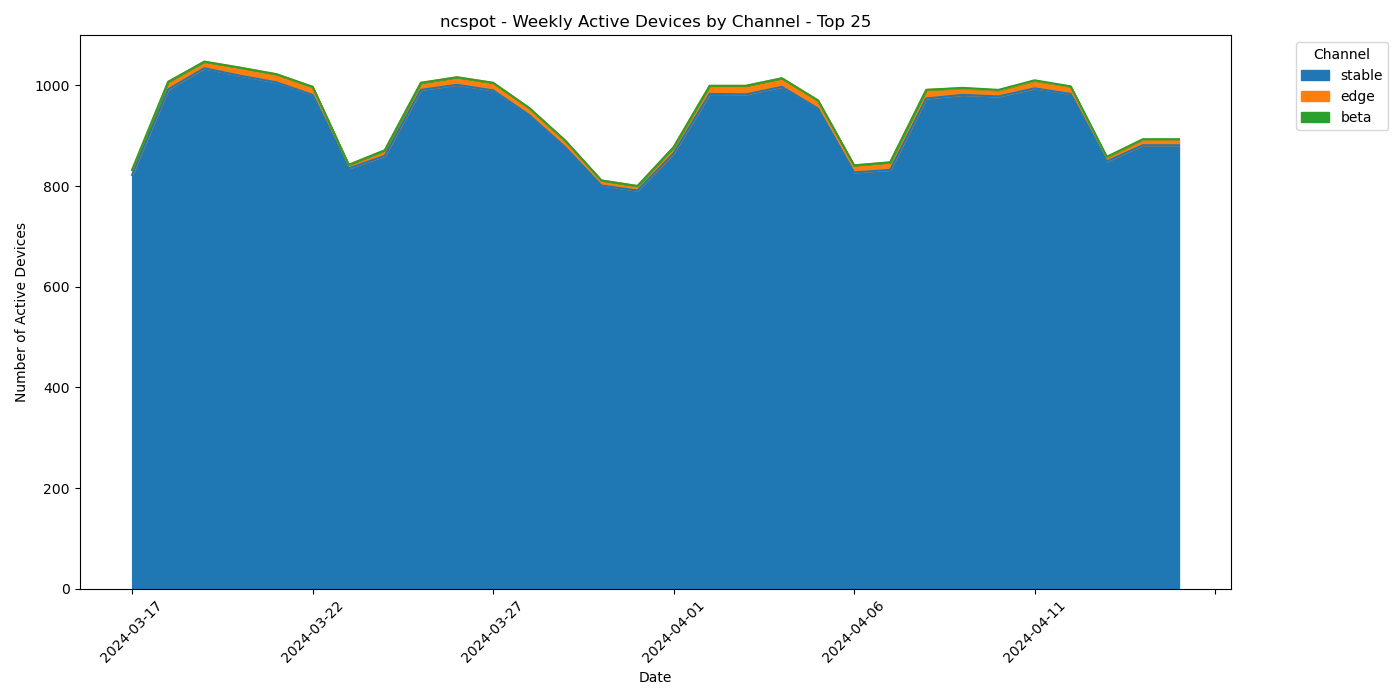 ncspot - Weekly Active Devices by Channel - Top 25
Channel
stable
edge
beta
Number of Active Devices
1000
800
600
400
200
0
2024-03-17
2024-03-22
2024-03-27
2024-04-01
2024-04-06
2024-04-11
Date